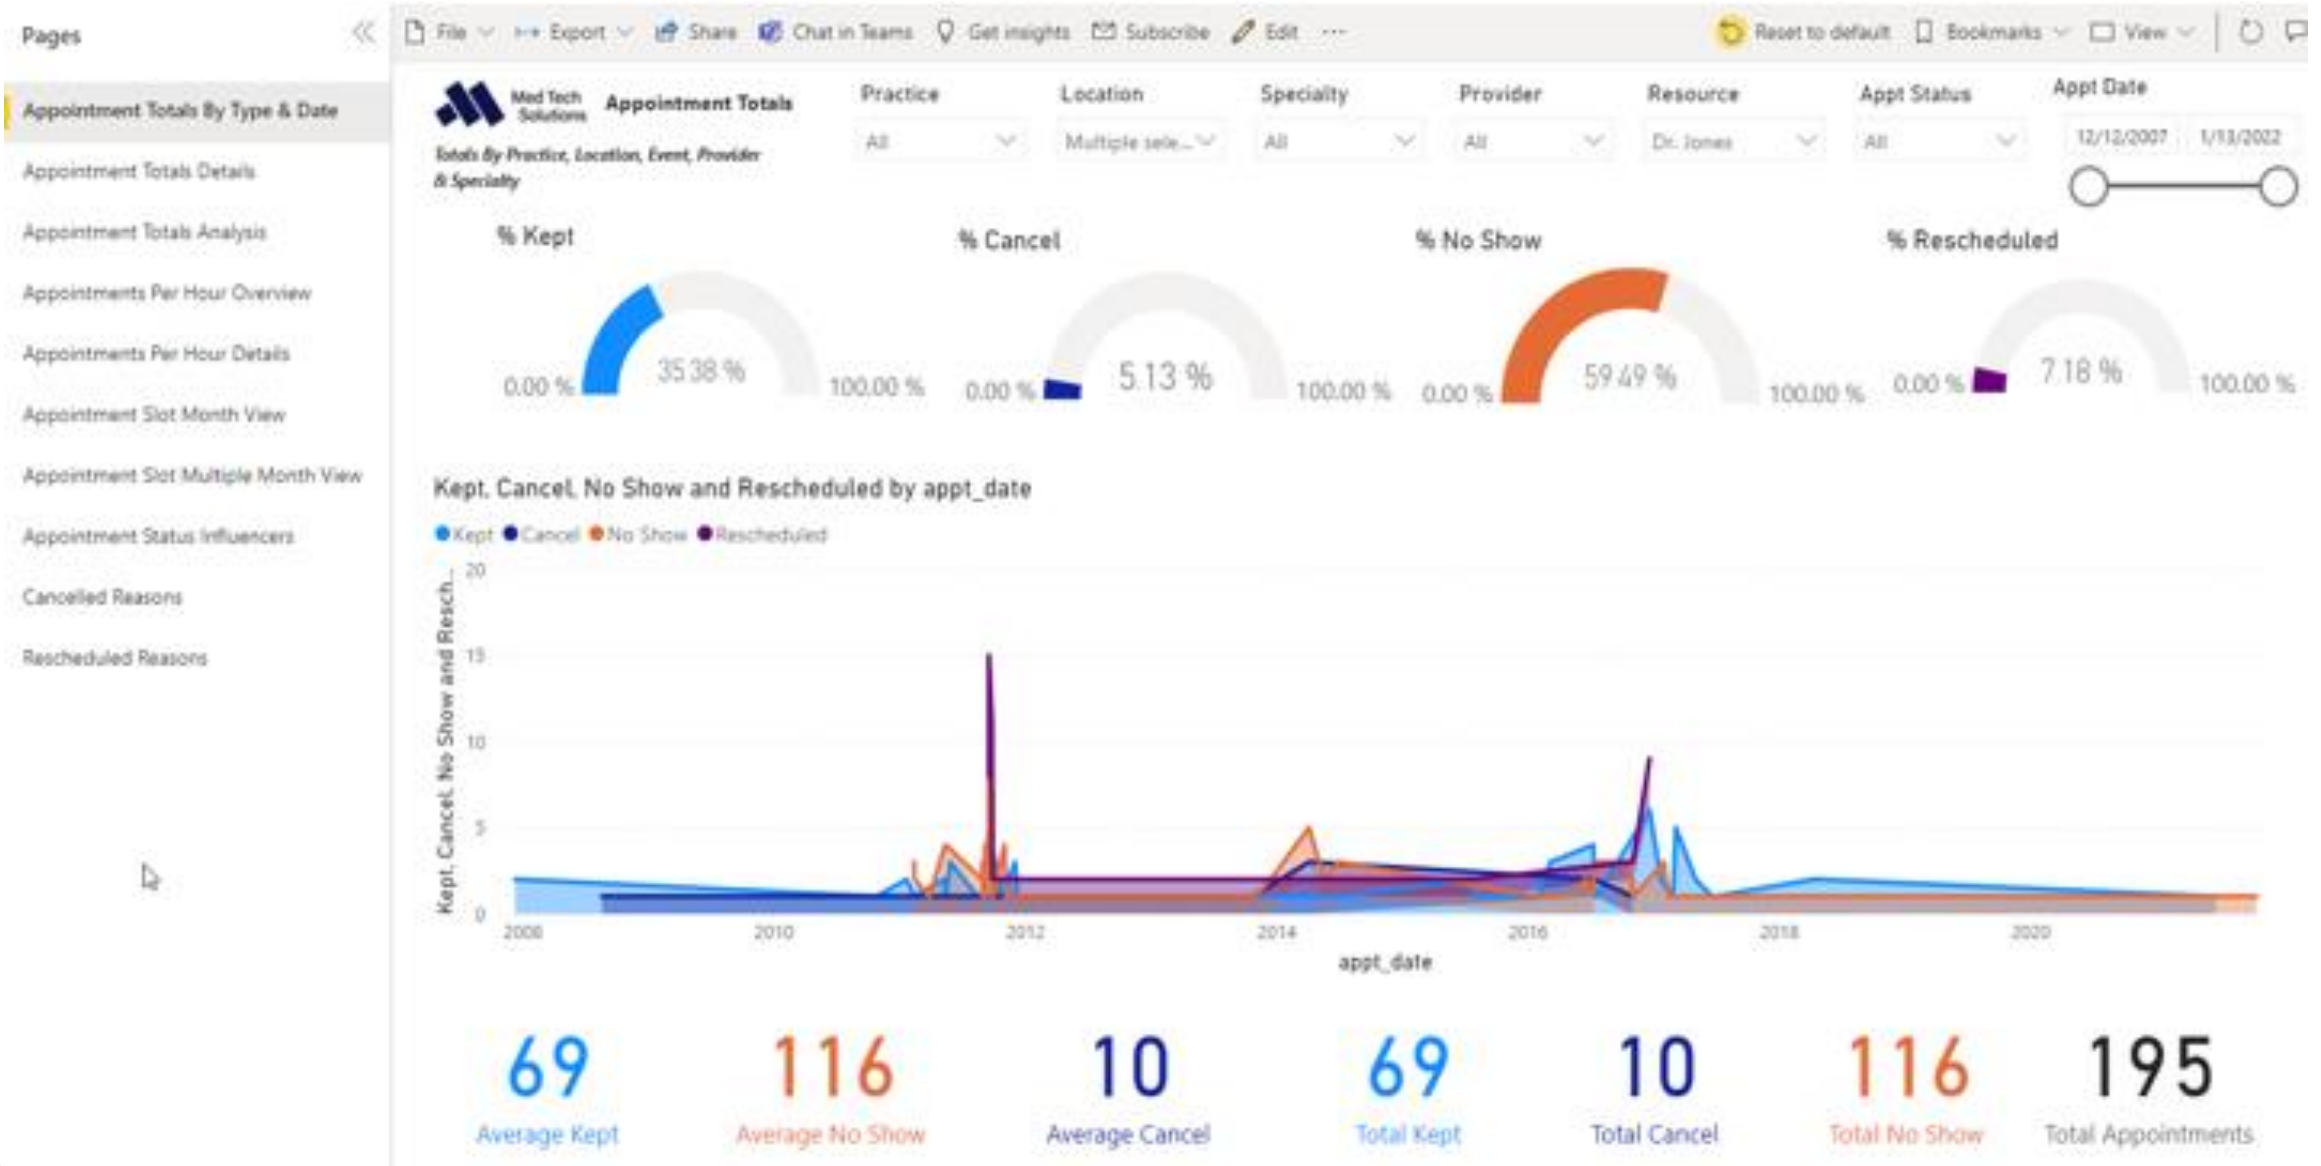 Pages
Appointment Totals By Type & Date
Appointment Totals Details
Appointment Totals Analysis
Appointments Per Hour Overview
Appointments Per Hour Details
Appointment Slot Month View
Appointment Slot Multiple Month View
Appointment Status Influencers
Cancelled Reasons
Rescheduled Reasons
File Export Share Chat in Teams Get insights Subscribe Edit ... Reset to default Bookmarks View
Med Tech
Solutions
Appointment Totals
Totals By Practice, Location, Event, Provider
& Specialty
Practice Location Specialty Provider Resource Appt Status Appt Date
All Multiple sele... All All Dr. Jones All 12/12/2007 1/13/2022
% Kept % Cancel % No Show % Rescheduled
0.00 % 35.38 % 100.00 % 0.00 % 5.13 % 100.00 % 0.00 % 59.49 % 100.00 % 0.00 % 7.18 % 100.00 %
Kept, Cancel, No Show and Rescheduled by appt_date
Kept Cancel No Show Rescheduled
Kept, Cancel, No Show and Resch...
20
15
10
5
0
2008 2010 2012 2014 2016 2018 2020
appt_date
69 116 10 69 10 116 195
Average Kept Average No Show Average Cancel Total Kept Total Cancel Total No Show Total Appointments